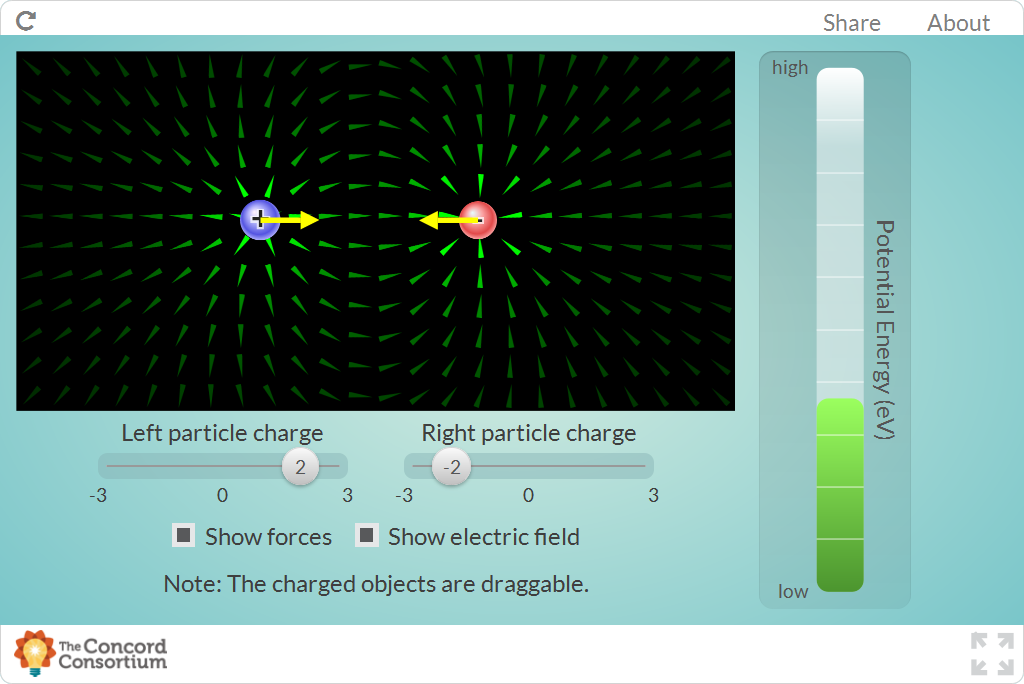 Share About
high
+ -
Potential Energy (eV)
low
Left particle charge Right particle charge
2 -2
-3 0 3 -3 0 3
Show forces Show electric field
Note: The charged objects are draggable.
The Concord
Consortium